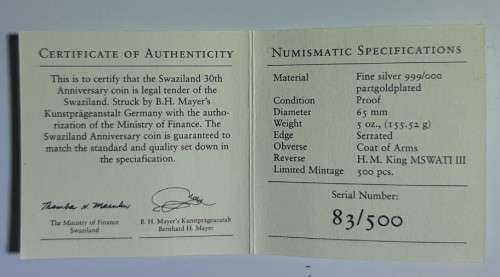 CERTIFICATE OF AUTHENTICITY
This is to certify that the Swaziland 30th
Anniversary coin is legal tender of the
Swaziland. Struck by B.H. Mayer's
Kunstprägeanstalt Germany with the autho-
rization of the Ministry of Finance. The
Swaziland Anniversary coin is guaranteed to
match the standard and quality set down in
the speciafication.
The Ministry of Finance
Swaziland
B. H. Mayer's Kunstprägeanstalt
Bernhard H. Mayer
NUMISMATIC SPECIFICATIONS
Material Fine silver 999/000
partgoldplated
Condition Proof
Diameter 65 mm
Weight 5 oz., (155.52 g)
Edge Serrated
Obverse Coat of Arms
Reverse H. M. King MSWATI III
Limited Mintage 500 pcs.
Serial Number:
83/500